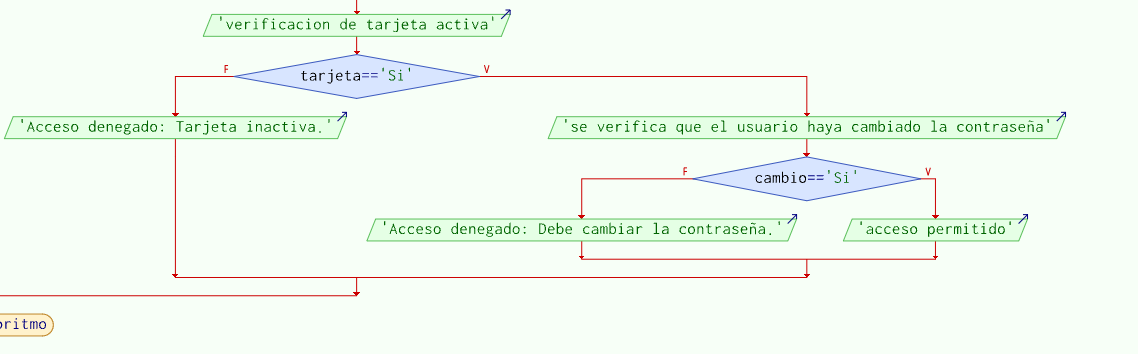 'verificacion de tarjeta activa'
F
tarjeta=='Si'
V
'Acceso denegado: Tarjeta inactiva.'
'se verifica que el usuario haya cambiado la contraseña'
F
cambio=='Si'
V
'Acceso denegado: Debe cambiar la contraseña.'
'acceso permitido'
oritmo